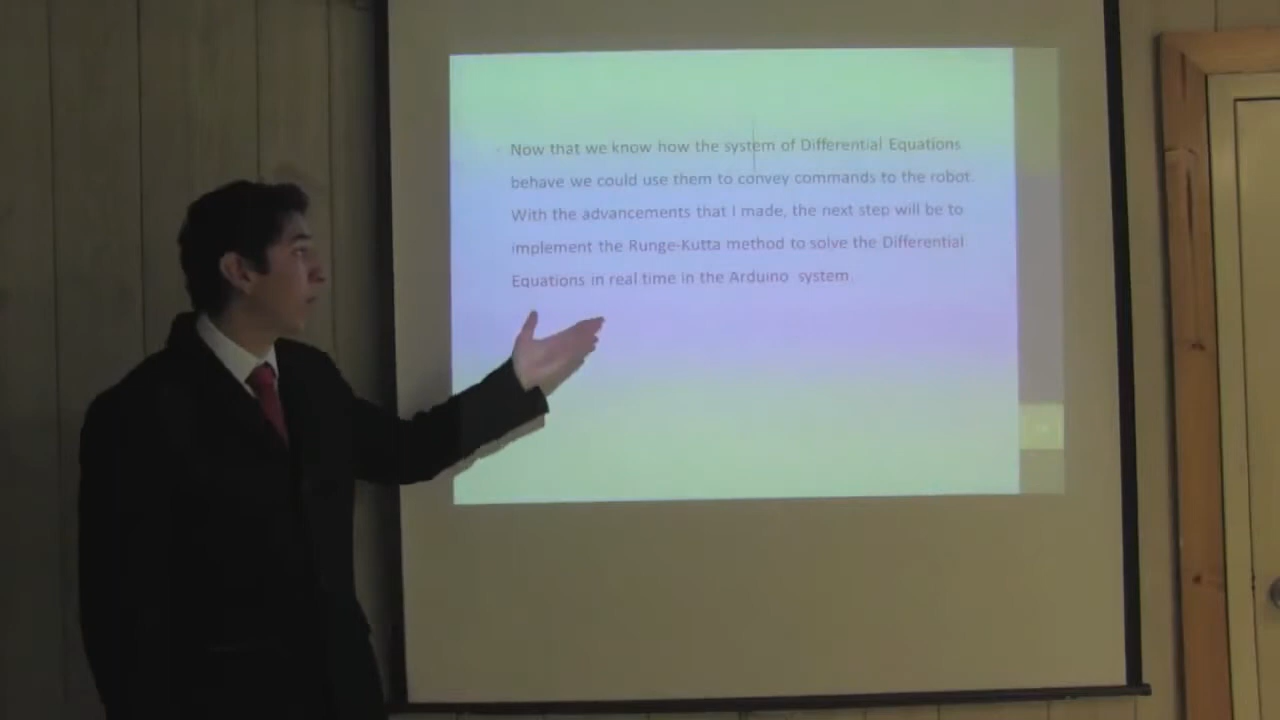 Now that we know how the system of Differential Equations
behave we could use them to convey commands to the robot.
With the advancements that I made, the next step will be to
implement the Runge-Kutta method to solve the Differential
Equations in real time in the Arduino system.